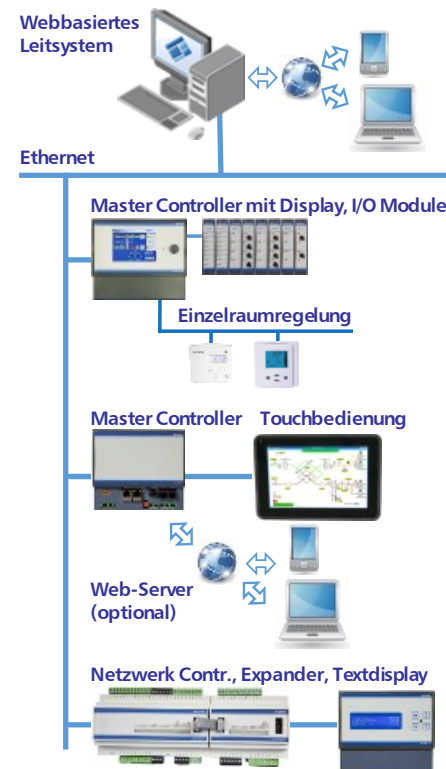 Webbasiertes
Leitsystem
Ethernet
Master Controller mit Display, I/O Module
Einzelraumregelung
Master Controller Touchbedienung
Web-Server
(optional)
Netzwerk Contr., Expander, Textdisplay